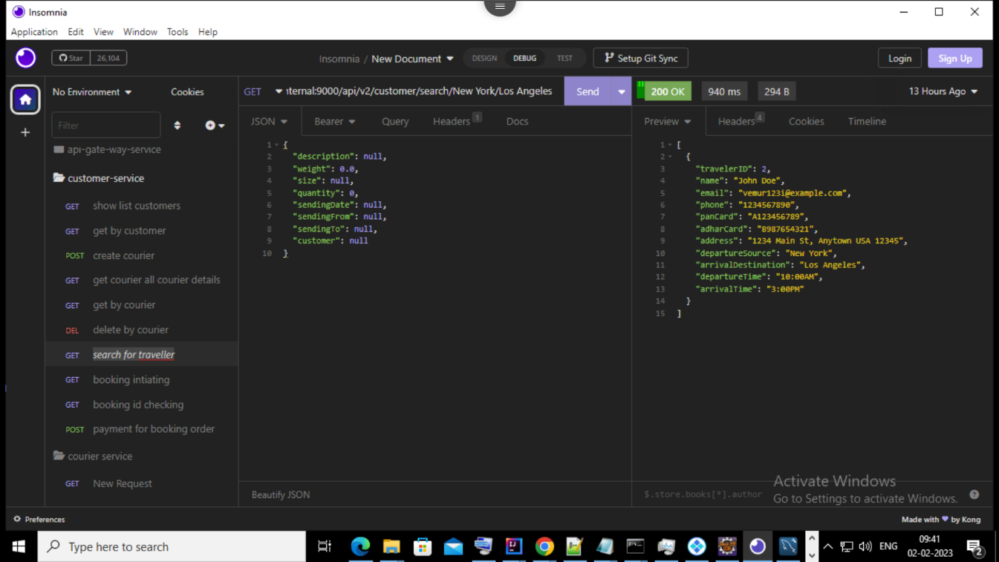 Insomnia
Application Edit View Window Tools Help
Star 26,104
Insomnia / New Document
DESIGN DEBUG TEST
Setup Git Sync
Login
Sign Up
No Environment
Cookies
Filter
api-gate-way-service
customer-service
GET show list customers
GET get by customer
POST create courier
GET get courier all courier details
GET get by courier
DEL delete by courier
GET search for traveller
GET booking intiating
GET booking id checking
POST payment for booking order
courier service
GET New Request
GET nternal:9000/api/v2/customer/search/New York/Los Angeles Send
JSON Bearer Query Headers 1 Docs
1 {
2 "description": null,
3 "weight": 0.0,
4 "size": null,
5 "quantity": 0,
6 "sendingDate": null,
7 "sendingFrom": null,
8 "sendingTo": null,
9 "customer": null
10 }
Beautify JSON
200 OK 940 ms 294 B 13 Hours Ago
Preview Headers 4 Cookies Timeline
1 [
2 {
3 "travelerID": 2,
4 "name": "John Doe",
5 "email": "vemur123i@example.com",
6 "phone": "1234567890",
7 "panCard": "A123456789",
8 "adharCard": "B987654321",
9 "address": "1234 Main St, Anytown USA 12345",
10 "departureSource": "New York",
11 "arrivalDestination": "Los Angeles",
12 "departureTime": "10:00AM",
13 "arrivalTime": "3:00PM"
14 }
15 ]
$.store.books[*].author
Activate Windows
Go to Settings to activate Windows.
Preferences
Made with by Kong
Type here to search
ENG
09:41
02-02-2023
2